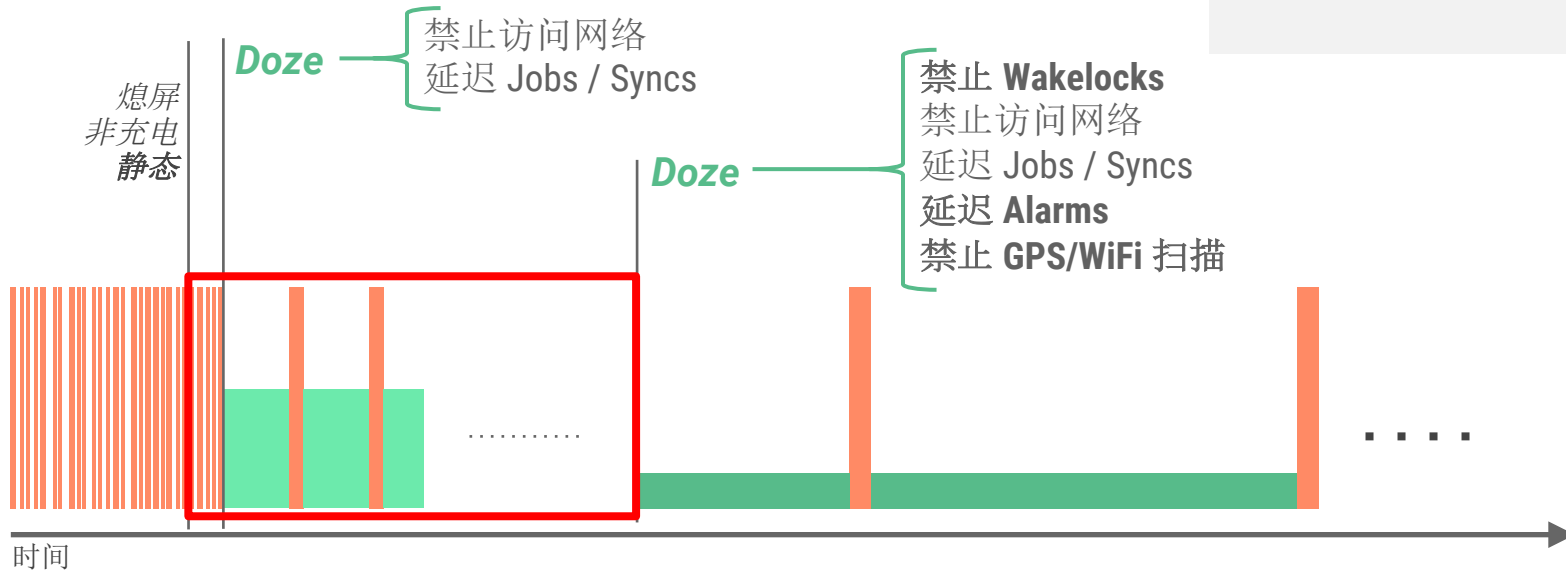 Doze
禁止访问网络
延迟 Jobs / Syncs
熄屏
非充电
静态
Doze
禁止 Wakelocks
禁止访问网络
延迟 Jobs / Syncs
延迟 Alarms
禁止 GPS/WiFi 扫描
...........
. . . .
时间